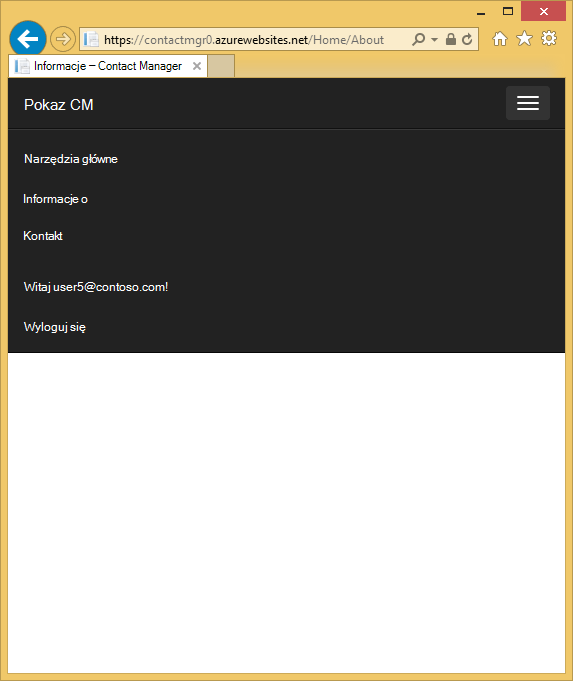 https://contactmgr0.azurewebsites.net/Home/About
Informacje – Contact Manager
Pokaz CM
Narzędzia główne
Informacje o
Kontakt
Witaj user5@contoso.com!
Wyloguj się